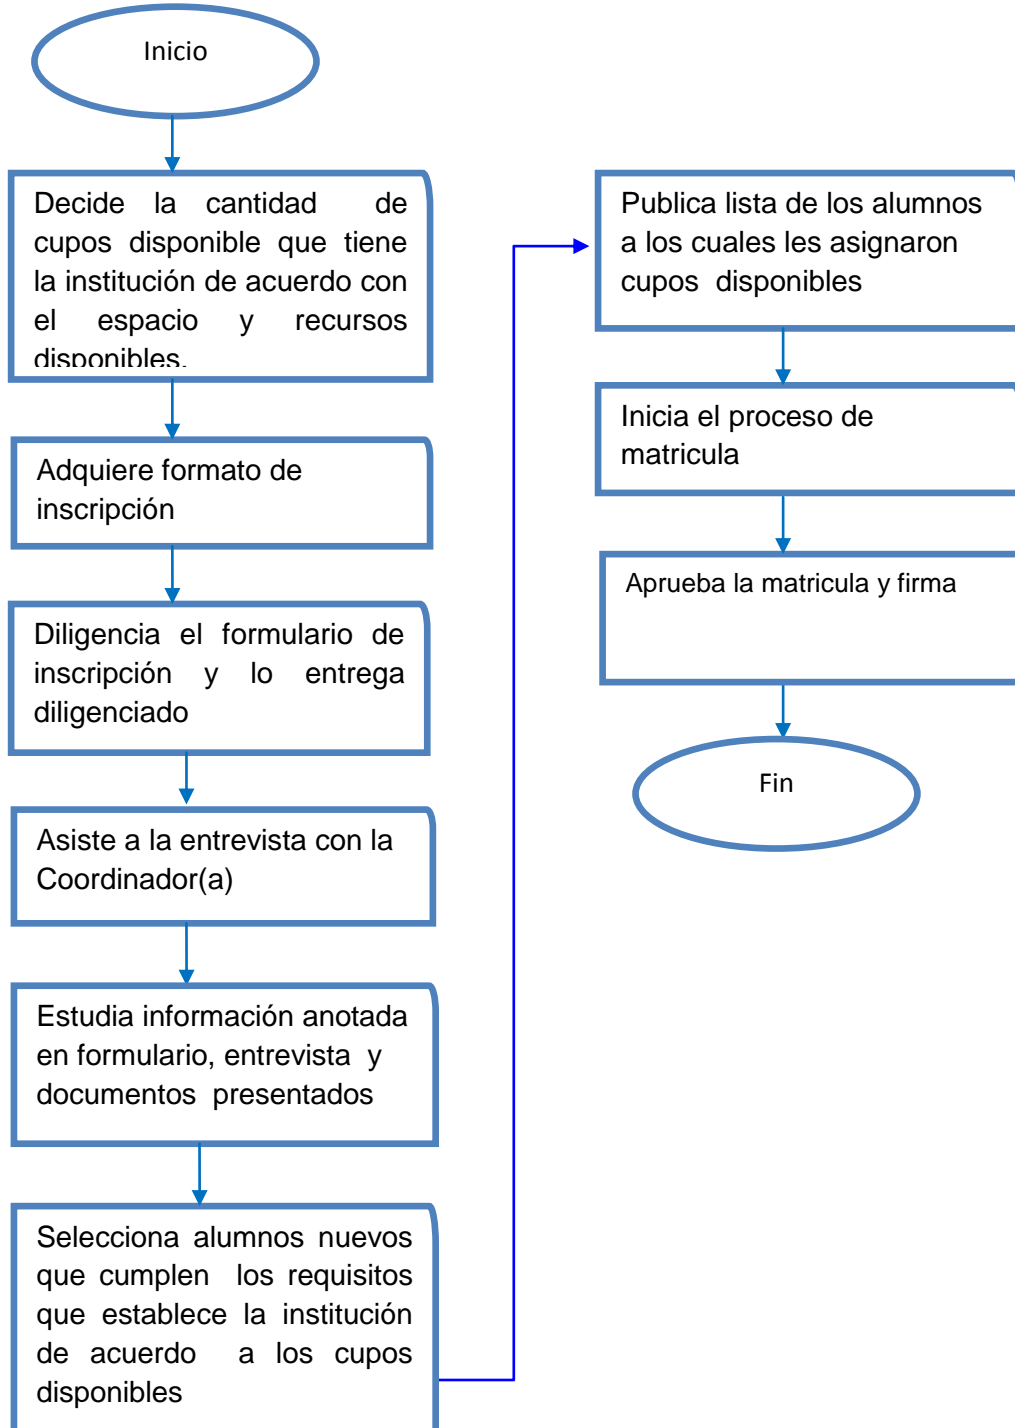 Inicio
Decide la cantidad de
cupos disponible que tiene
la institución de acuerdo con
el espacio y recursos
disponibles.
Adquiere formato de
inscripción
Diligencia el formulario de
inscripción y lo entrega
diligenciado
Asiste a la entrevista con la
Coordinador(a)
Estudia información anotada
en formulario, entrevista y
documentos presentados
Selecciona alumnos nuevos
que cumplen los requisitos
que establece la institución
de acuerdo a los cupos
disponibles
Publica lista de los alumnos
a los cuales les asignaron
cupos disponibles
Inicia el proceso de
matricula
Aprueba la matricula y firma
Fin